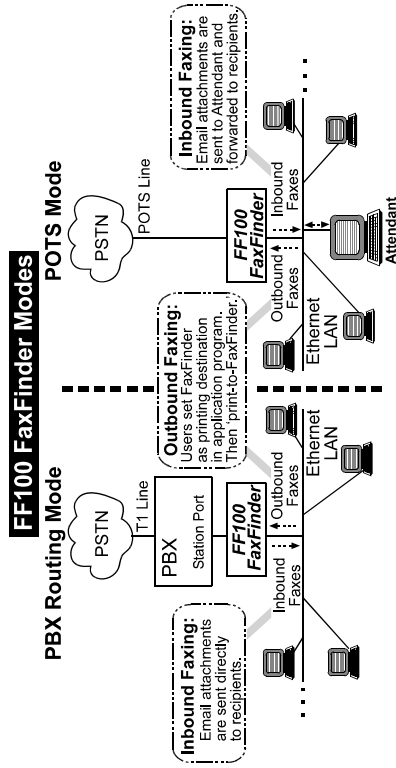 FF100 FaxFinder Modes
PBX Routing Mode
PSTN
T1 Line
PBX
Station Port
FF100
FaxFinder
Inbound Faxing:
Email attachments
are sent directly
to recipients.
Inbound
Faxes
Outbound
Faxes
Ethernet
LAN
Outbound Faxing:
Users set FaxFinder
as printing destination
in application program.
Then 'print-to-FaxFinder.
POTS Mode
PSTN
POTS Line
FF100
FaxFinder
Inbound Faxing:
Email attachments are
sent to Attendant and
forwarded to recipients.
Outbound
Faxes
Inbound
Faxes
Ethernet
LAN
Attendant